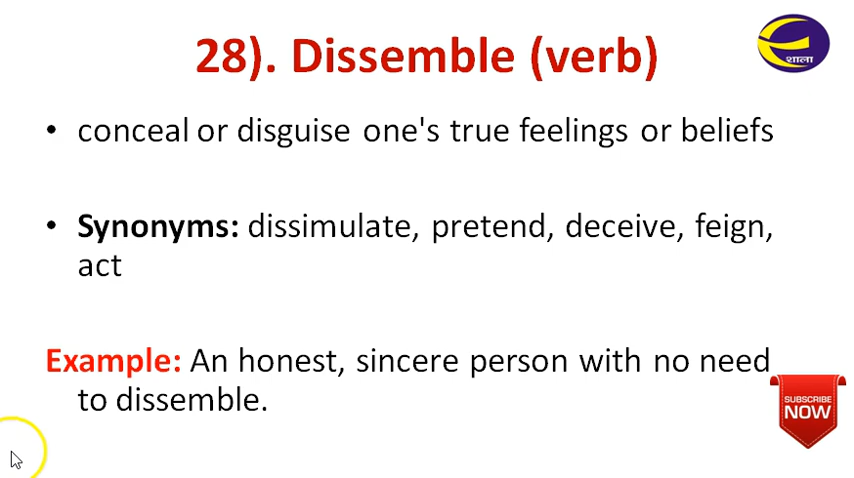 28). Dissemble (verb)
शाला
• conceal or disguise one's true feelings or beliefs
• Synonyms: dissimulate, pretend, deceive, feign,
act
Example: An honest, sincere person with no need
to dissemble.
SUBSCRIBE
NOW